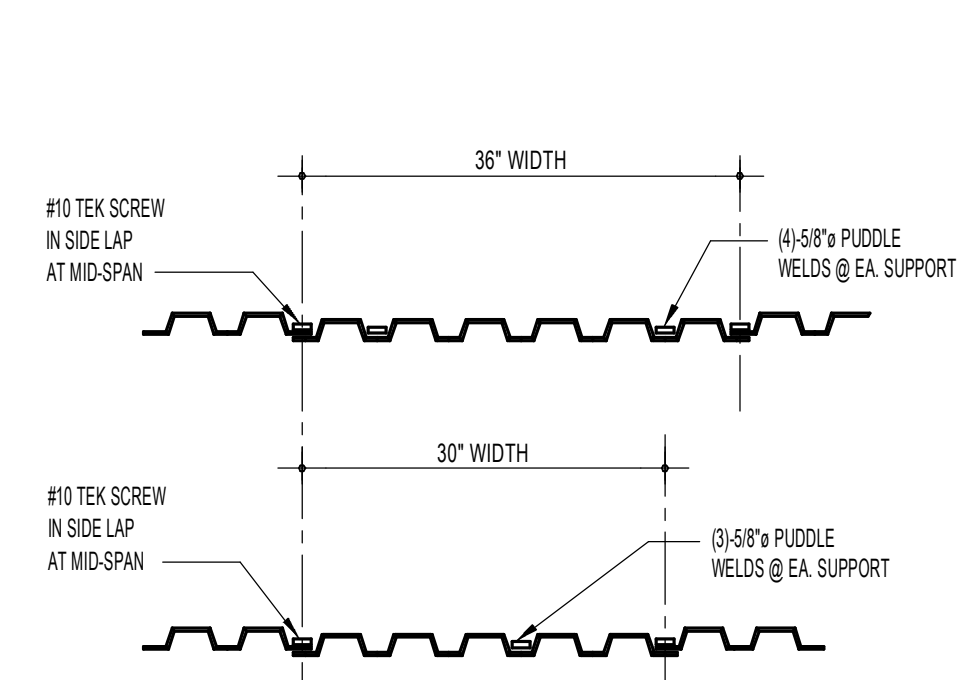 36" WIDTH
#10 TEK SCREW
IN SIDE LAP
AT MID-SPAN
(4)-5/8"ø PUDDLE
WELDS @ EA. SUPPORT
30" WIDTH
#10 TEK SCREW
IN SIDE LAP
AT MID-SPAN
(3)-5/8"ø PUDDLE
WELDS @ EA. SUPPORT